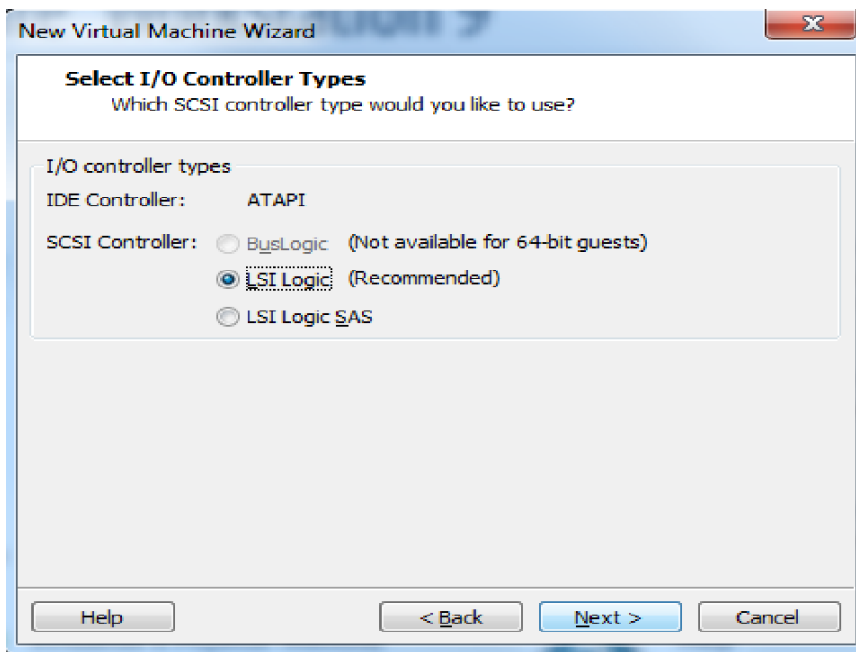 New Virtual Machine Wizard
Select I/O Controller Types
Which SCSI controller type would you like to use?
I/O controller types
IDE Controller: ATAPI
SCSI Controller: BusLogic (Not available for 64-bit guests)
LSI Logic (Recommended)
LSI Logic SAS
Help < Back Next > Cancel